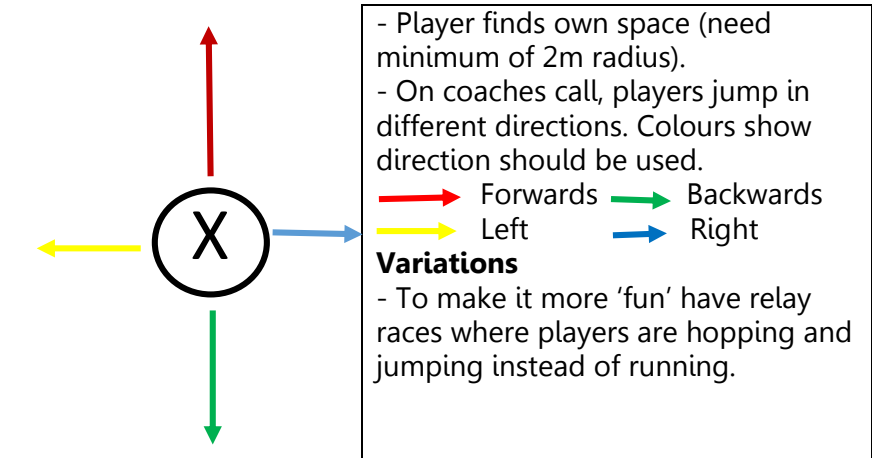 X
- Player finds own space (need
minimum of 2m radius).
- On coaches call, players jump in
different directions. Colours show
direction should be used.
Forwards Backwards
Left Right
Variations
- To make it more ‘fun’ have relay
races where players are hopping and
jumping instead of running.